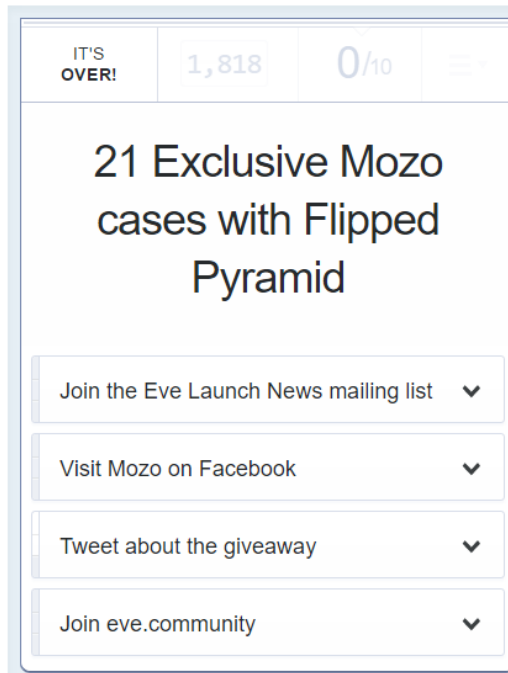 IT'S
OVER!
1,818
0/10
21 Exclusive Mozo
cases with Flipped
Pyramid
Join the Eve Launch News mailing list
Visit Mozo on Facebook
Tweet about the giveaway
Join eve.community